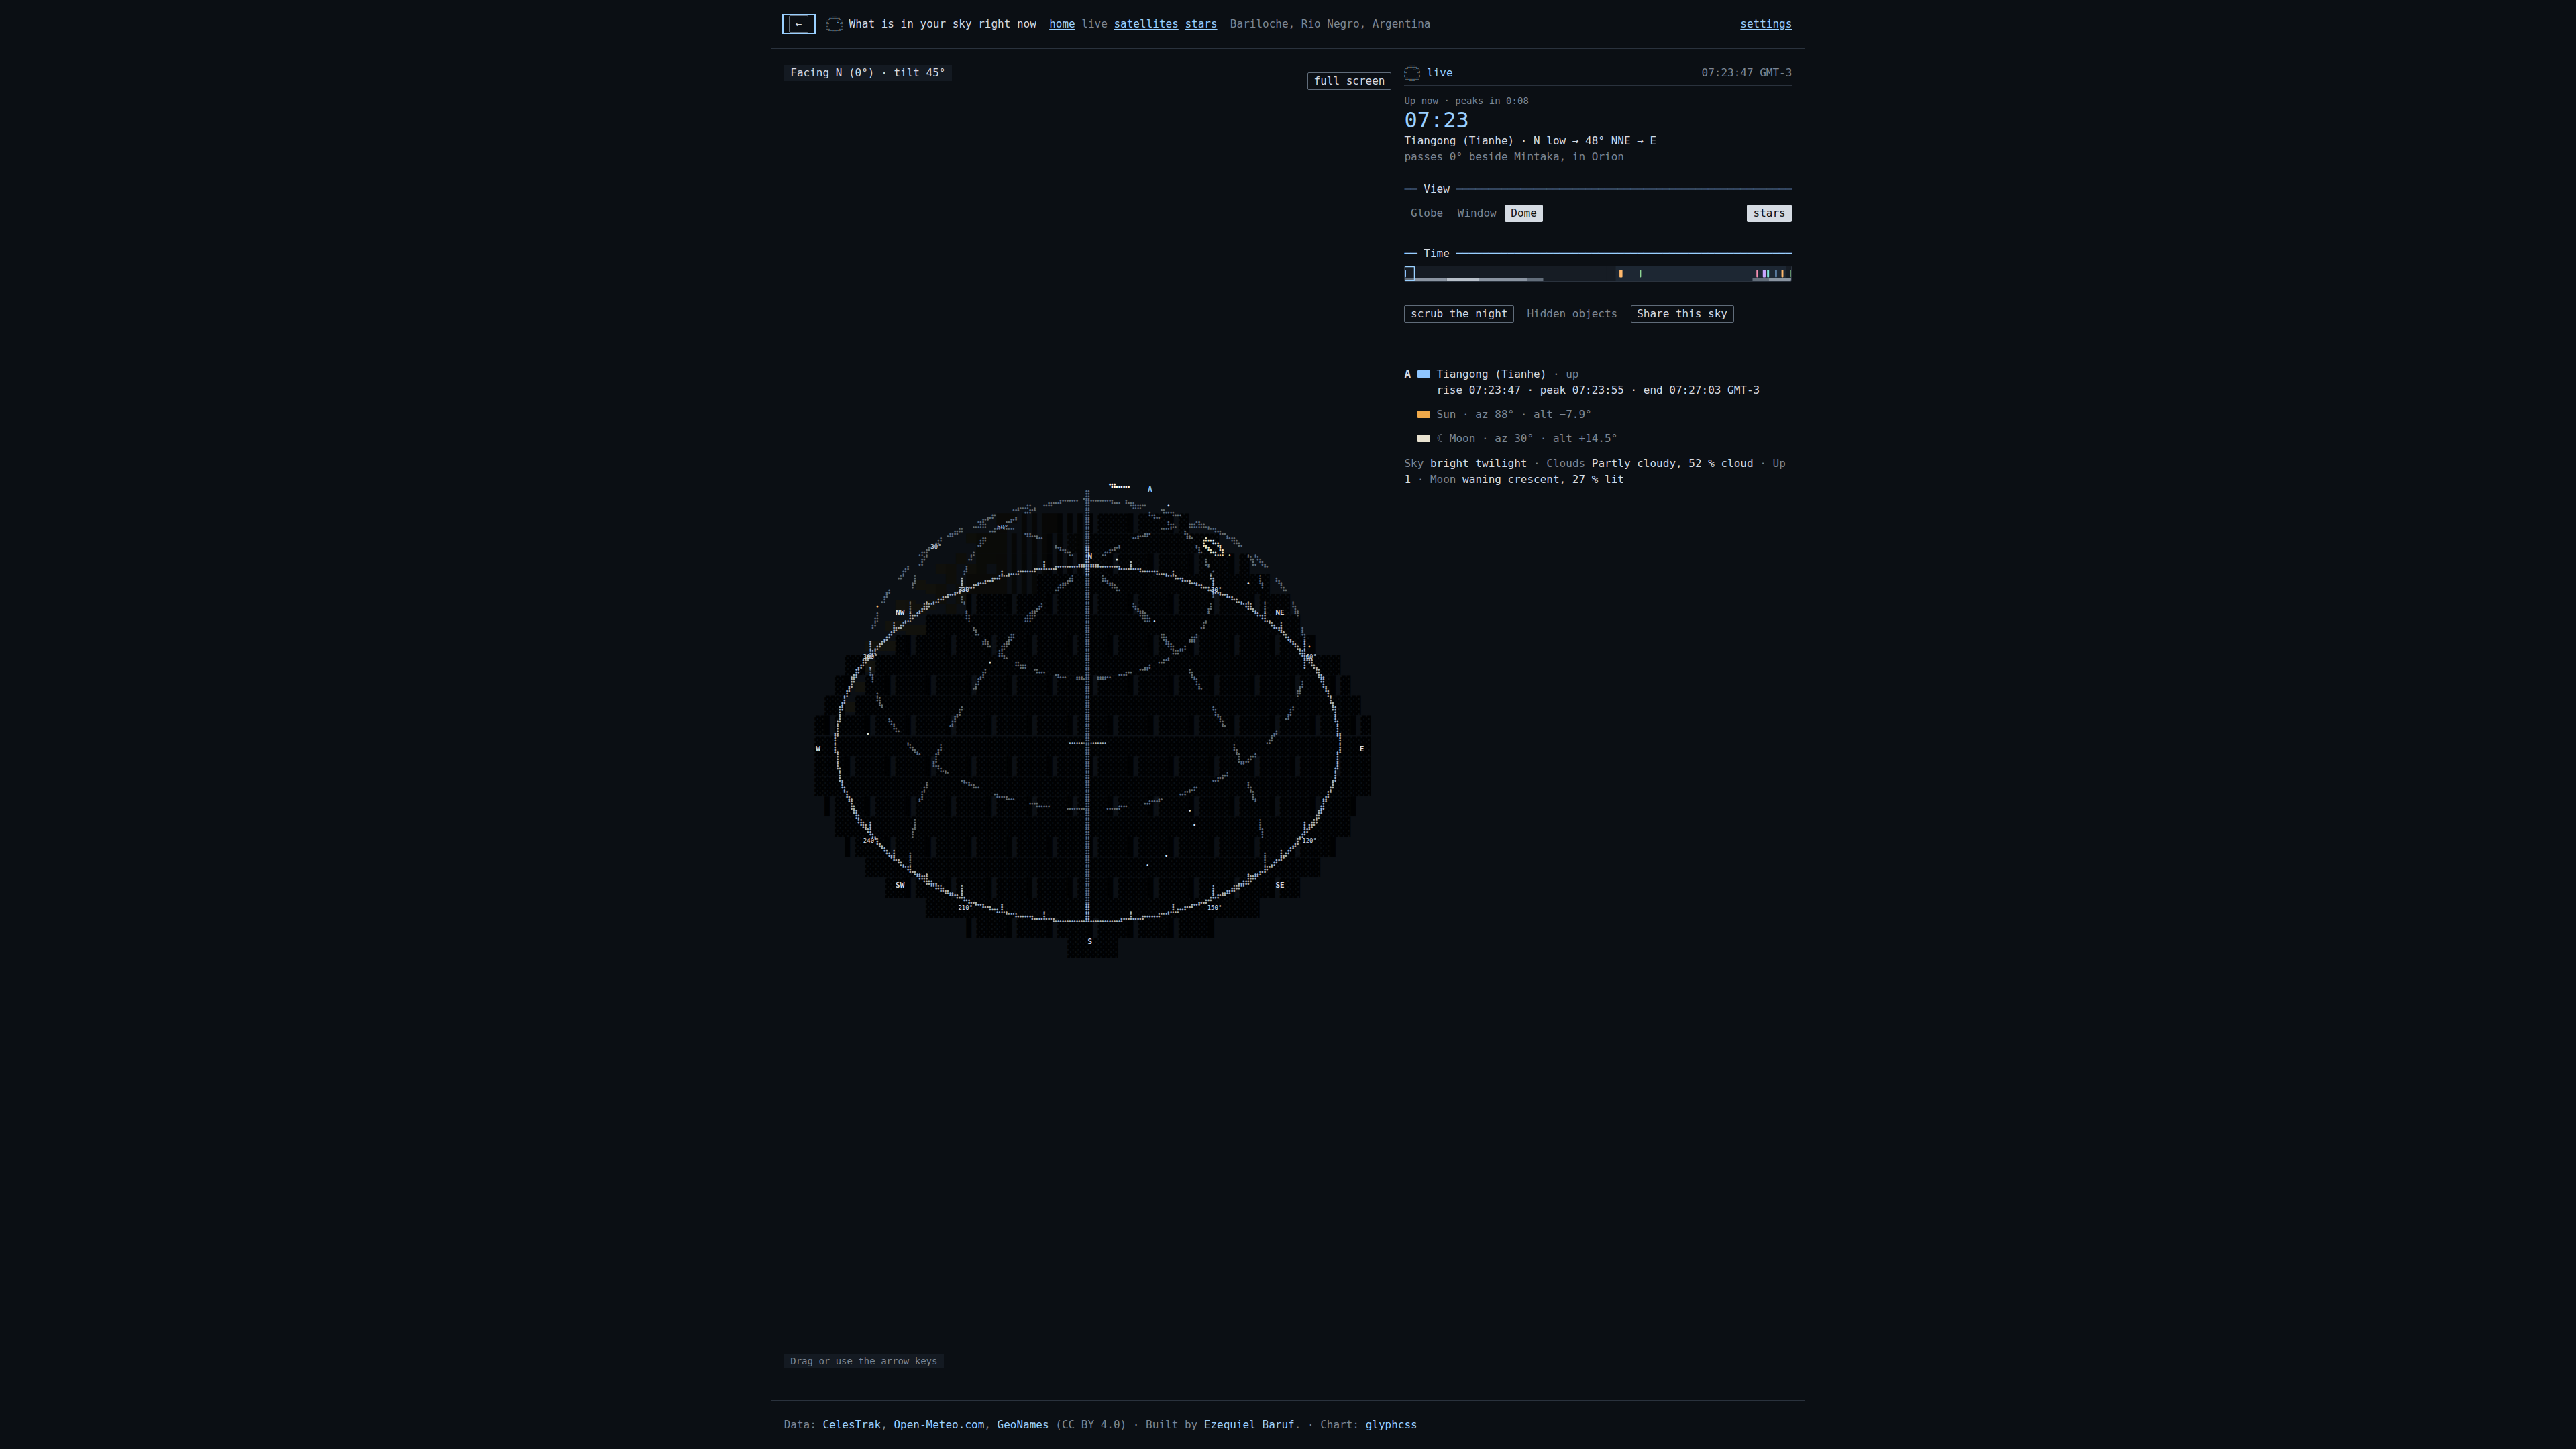 ← What is in your sky right now home live satellites stars Bariloche, Rio Negro, Argentina settings
Facing N (0°) · tilt 45°
full screen
live 07:23:47 GMT-3
Up now · peaks in 0:08
07:23
Tiangong (Tianhe) · N low → 48° NNE → E
passes 0° beside Mintaka, in Orion
View
Globe Window Dome stars
Time
scrub the night Hidden objects Share this sky
A Tiangong (Tianhe) · up
rise 07:23:47 · peak 07:23:55 · end 07:27:03 GMT-3
Sun · az 88° · alt −7.9°
☾ Moon · az 30° · alt +14.5°
Sky bright twilight · Clouds Partly cloudy, 52 % cloud · Up
1 · Moon waning crescent, 27 % lit
A
N
NW NE
W E
240° 120°
SW SE
210° 150°
S
Drag or use the arrow keys
Data: CelesTrak, Open-Meteo.com, GeoNames (CC BY 4.0) · Built by Ezequiel Baruf. · Chart: glyphcss